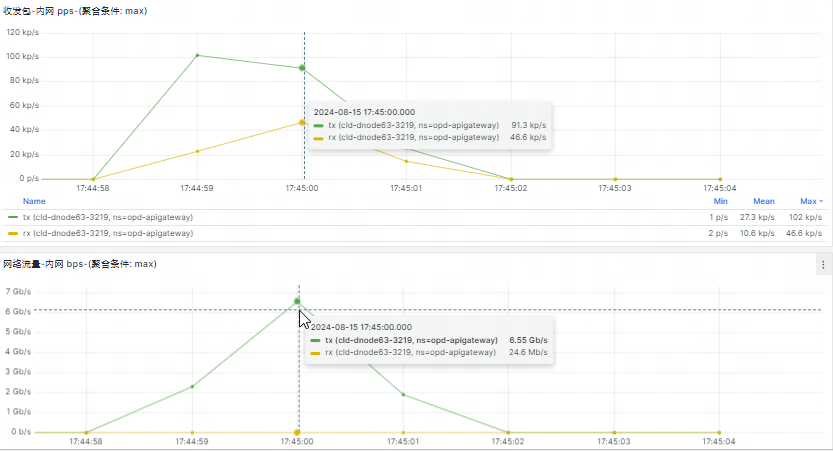 收发包-内网 pps-(聚合条件: max)
120 kp/s
100 kp/s
80 kp/s
60 kp/s
40 kp/s
20 kp/s
0 p/s
2024-08-15 17:45:00.000
tx (cld-dnode63-3219, ns=opd-apigateway) 91.3 kp/s
rx (cld-dnode63-3219, ns=opd-apigateway) 46.6 kp/s
17:44:58 17:44:59 17:45:00 17:45:01 17:45:02 17:45:03 17:45:04
Name Min Mean Max
tx (cld-dnode63-3219, ns=opd-apigateway) 1 p/s 27.3 kp/s 102 kp/s
rx (cld-dnode63-3219, ns=opd-apigateway) 2 p/s 10.6 kp/s 46.6 kp/s
网络流量-内网 bps-(聚合条件: max)
7 Gb/s
6 Gb/s
5 Gb/s
4 Gb/s
3 Gb/s
2 Gb/s
1 Gb/s
0 b/s
2024-08-15 17:45:00.000
tx (cld-dnode63-3219, ns=opd-apigateway) 6.55 Gb/s
rx (cld-dnode63-3219, ns=opd-apigateway) 24.6 Mb/s
17:44:58 17:44:59 17:45:00 17:45:01 17:45:02 17:45:03 17:45:04